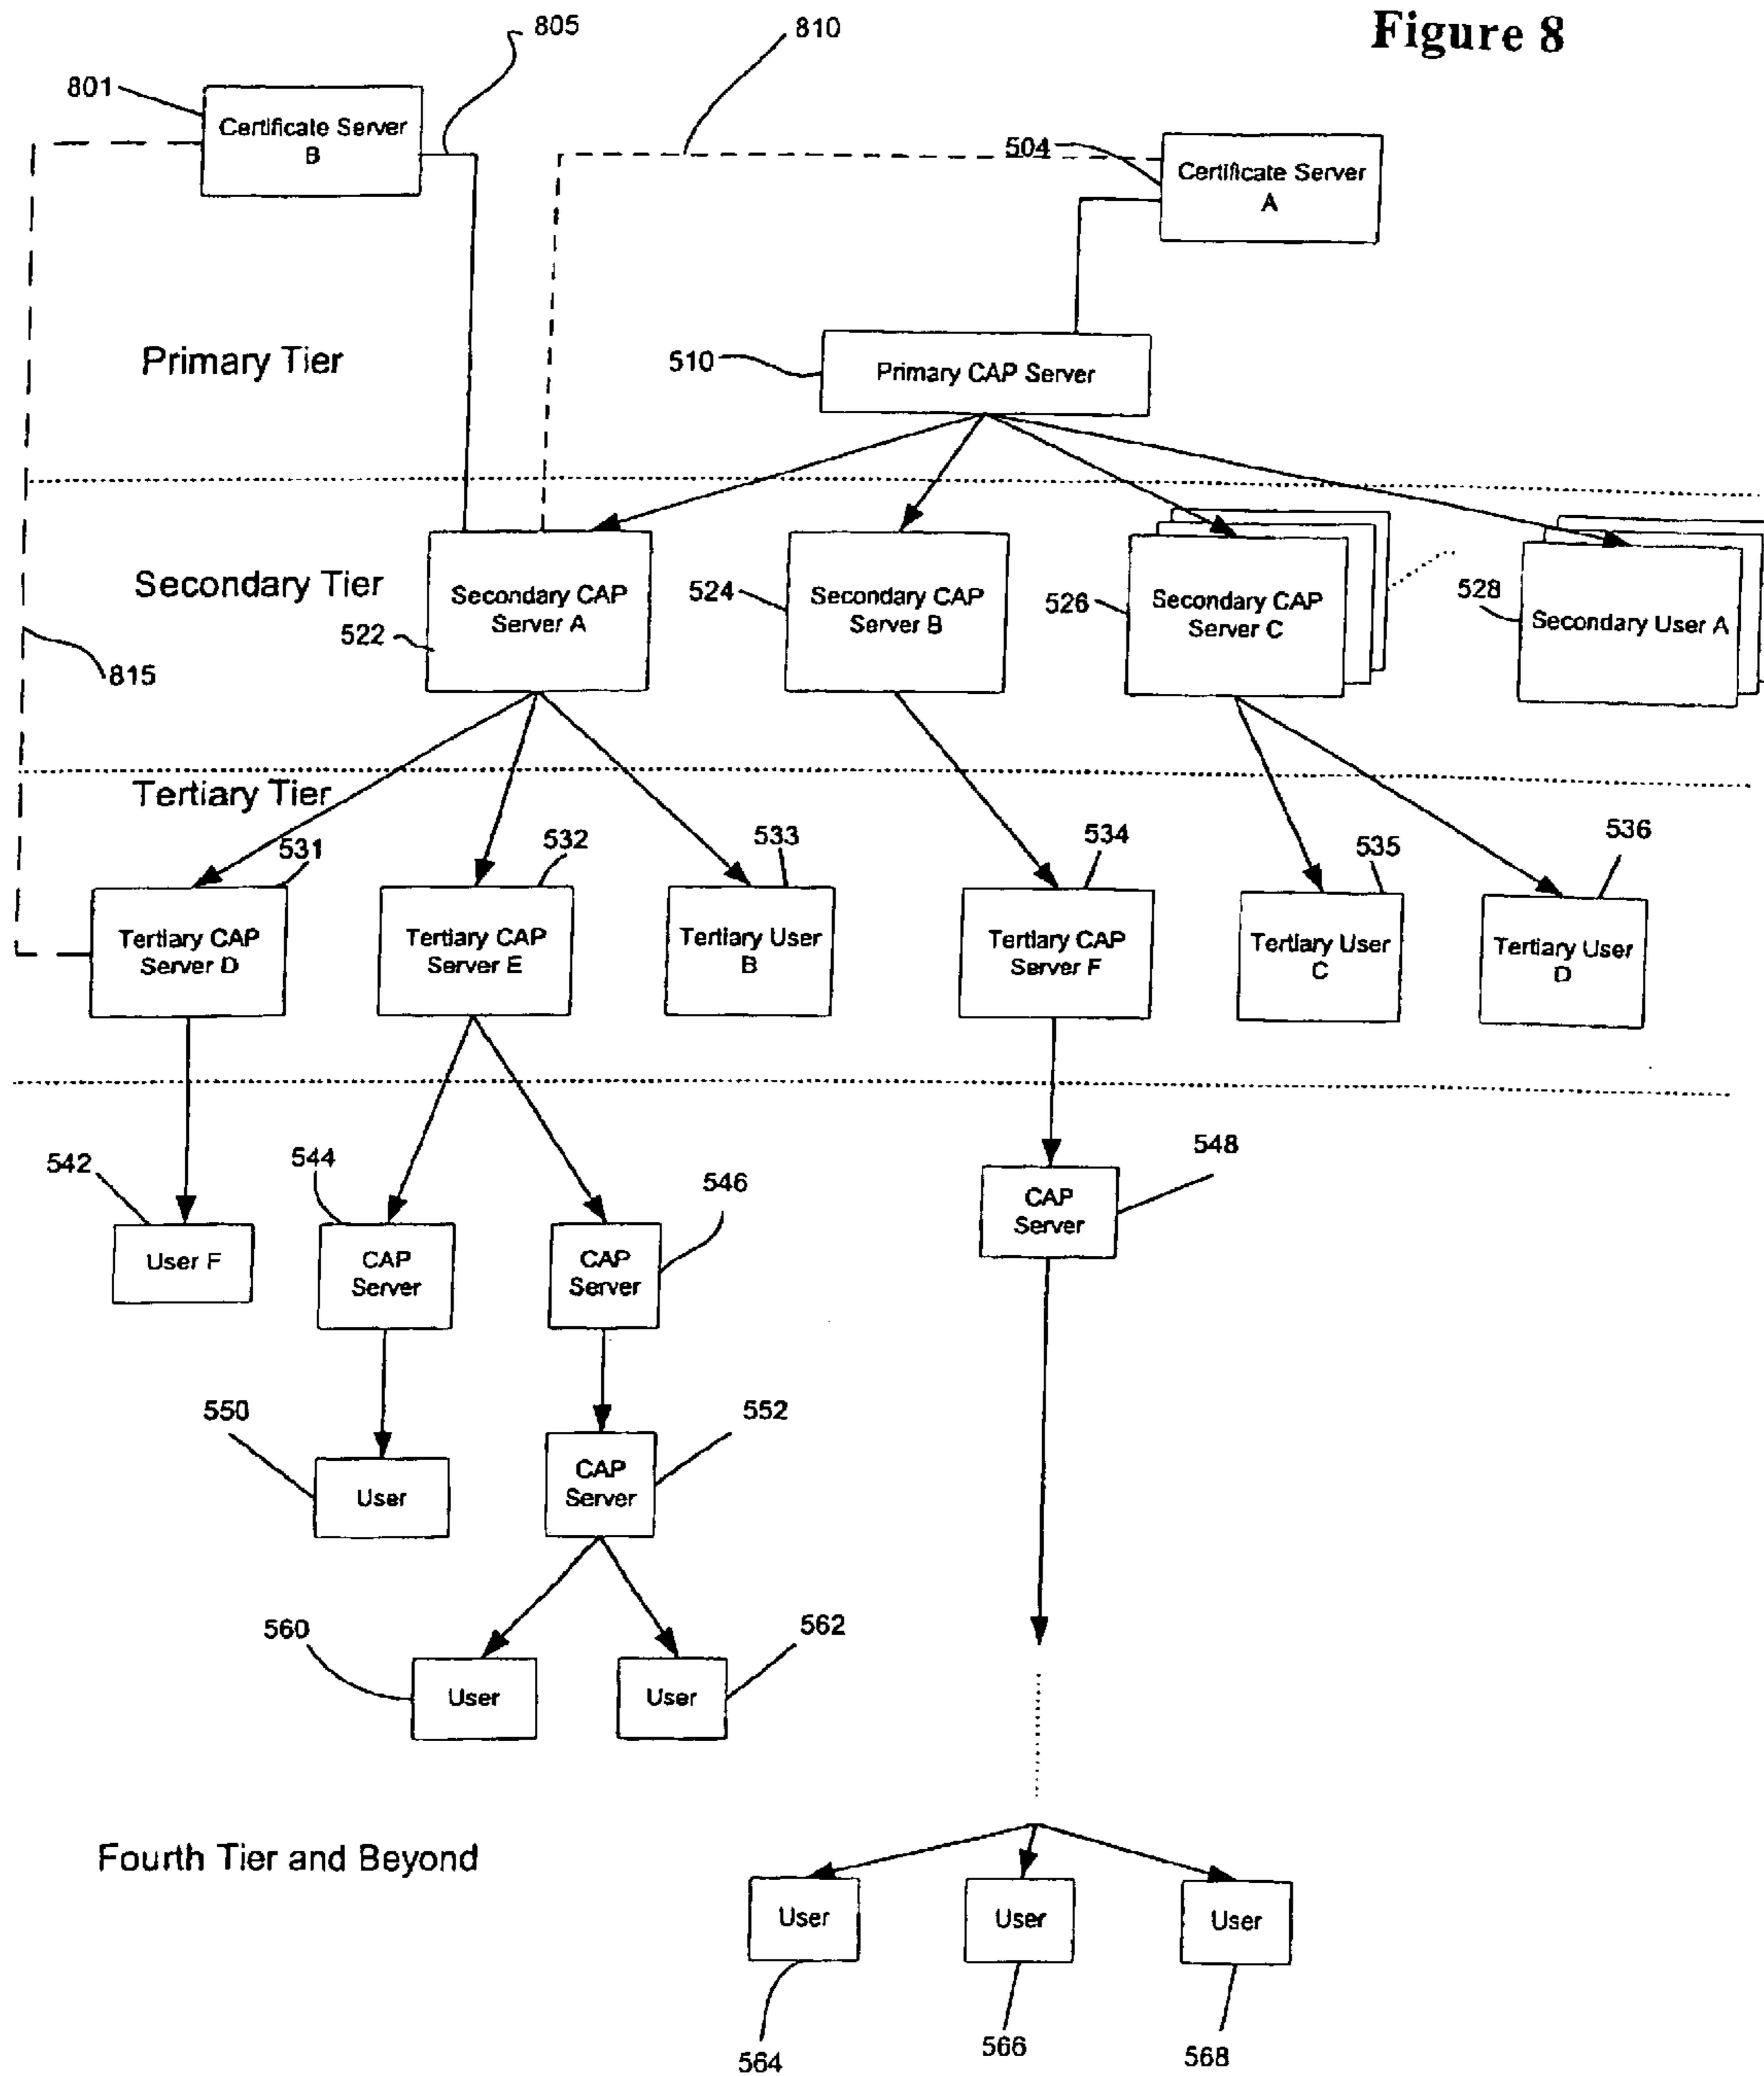 Figure 8
805
810
801
Certificate Server
B
504
Certificate Server
A
Primary Tier
510
Primary CAP Server
Secondary Tier
522
Secondary CAP
Server A
524
Secondary CAP
Server B
526
Secondary CAP
Server C
528
Secondary User A
815
Tertiary Tier
531
532
533
534
535
536
Tertiary CAP
Server D
Tertiary CAP
Server E
Tertiary User
B
Tertiary CAP
Server F
Tertiary User
C
Tertiary User
D
542
544
546
548
User F
CAP
Server
CAP
Server
CAP
Server
550
552
User
CAP
Server
560
562
User
User
Fourth Tier and Beyond
User
User
User
564
566
568